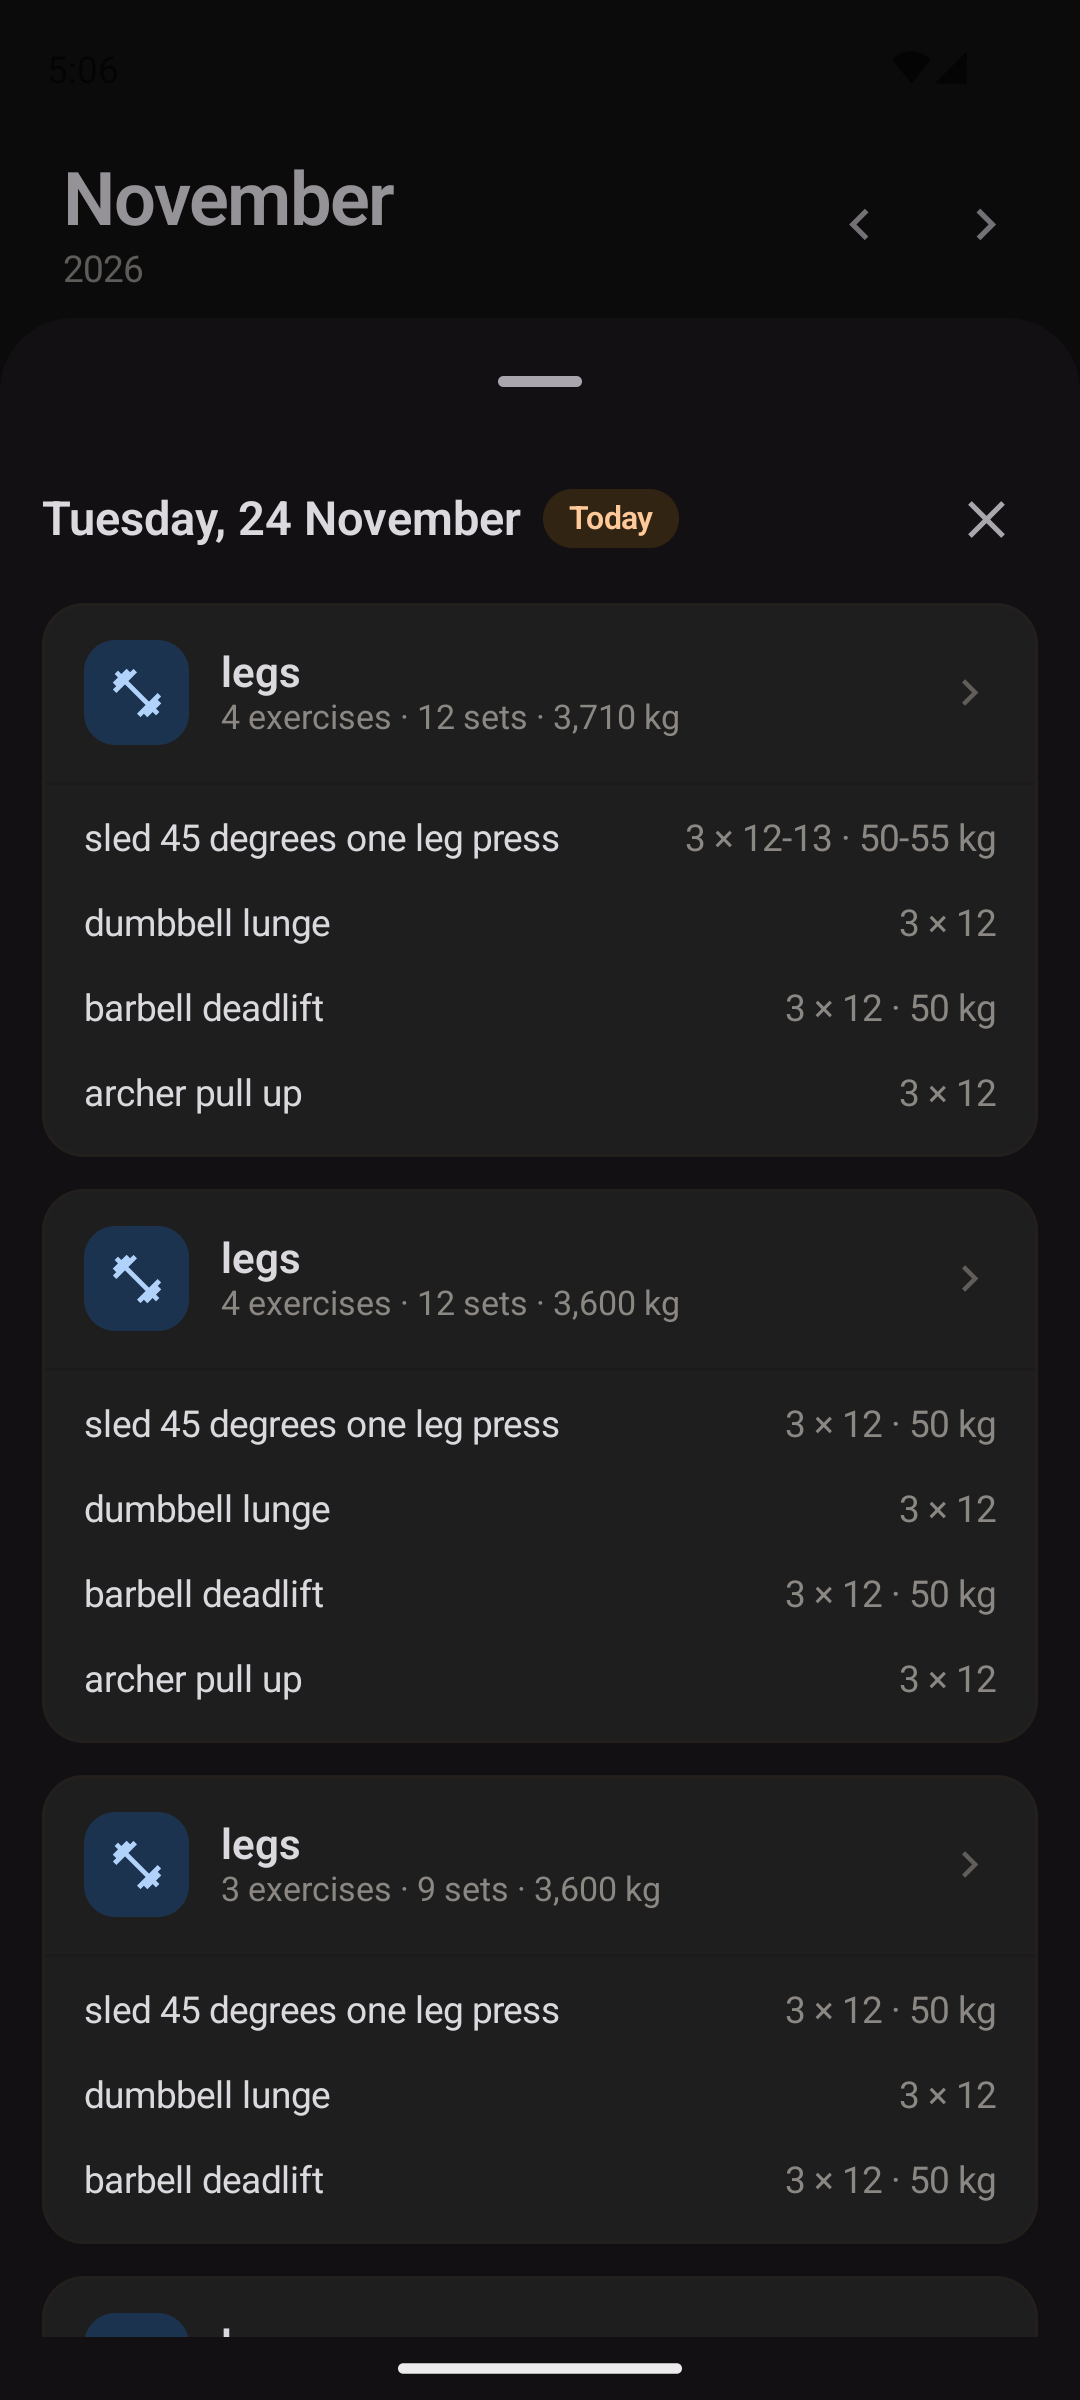 5:06
November
2026
Tuesday, 24 November Today
legs
4 exercises · 12 sets · 3,710 kg
sled 45 degrees one leg press 3 × 12-13 · 50-55 kg
dumbbell lunge 3 × 12
barbell deadlift 3 × 12 · 50 kg
archer pull up 3 × 12
legs
4 exercises · 12 sets · 3,600 kg
sled 45 degrees one leg press 3 × 12 · 50 kg
dumbbell lunge 3 × 12
barbell deadlift 3 × 12 · 50 kg
archer pull up 3 × 12
legs
3 exercises · 9 sets · 3,600 kg
sled 45 degrees one leg press 3 × 12 · 50 kg
dumbbell lunge 3 × 12
barbell deadlift 3 × 12 · 50 kg